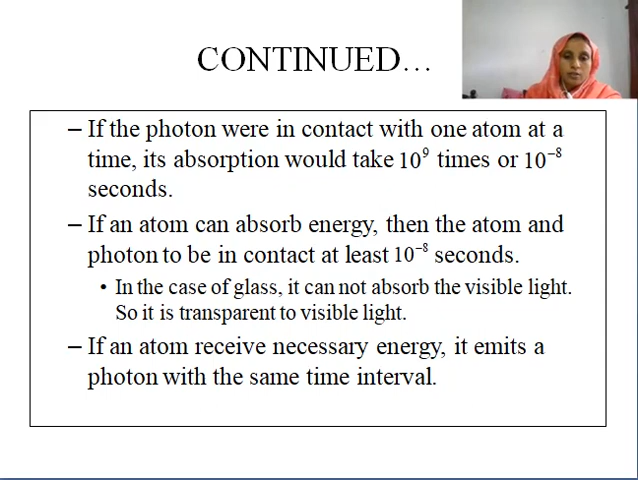 CONTINUED…
– If the photon were in contact with one atom at a
time, its absorption would take 10⁹ times or 10⁻⁸
seconds.
– If an atom can absorb energy, then the atom and
photon to be in contact at least 10⁻⁸ seconds.
• In the case of glass, it can not absorb the visible light.
So it is transparent to visible light.
– If an atom receive necessary energy, it emits a
photon with the same time interval.